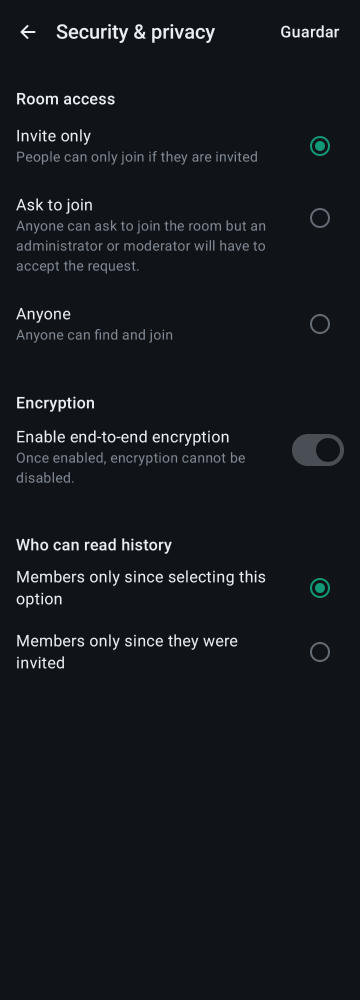 Security & privacy
Guardar
Room access
Invite only
People can only join if they are invited
Ask to join
Anyone can ask to join the room but an
administrator or moderator will have to
accept the request.
Anyone
Anyone can find and join
Encryption
Enable end-to-end encryption
Once enabled, encryption cannot be
disabled.
Who can read history
Members only since selecting this
option
Members only since they were
invited